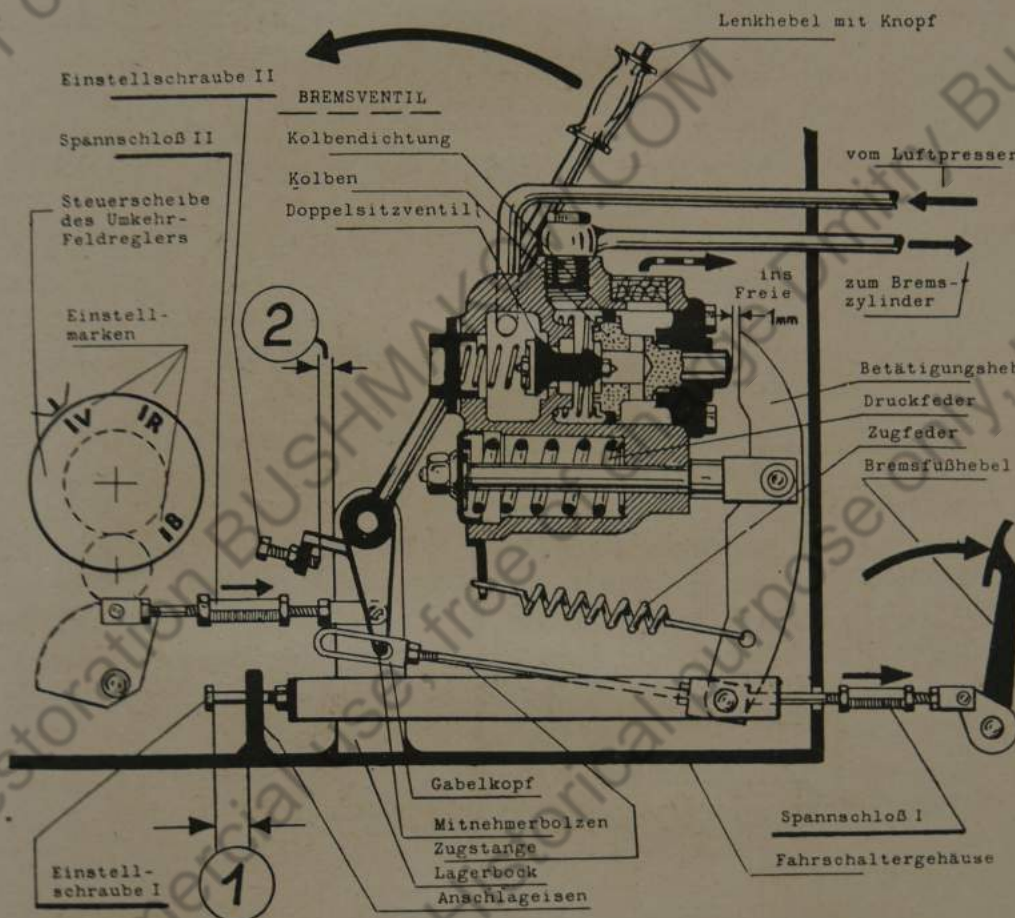 Lenkhebel mit Knopf
Einstellschraube II
BREMSVENTIL
Spannschloß II
Kolbendichtung
vom Luftpresser
Kolben
Steuerscheibe
des Umkehr-
Feldreglers
Doppelsitzventil
ins
Freie
zum Brems-
zylinder
1mm
Einstell-
marken
2
IV
IR
IB
Betätigungsheb
Druckfeder
Zugfeder
Bremsfußhebel
Gabelkopf
Mitnehmerbolzen
Zugstange
Lagerbock
Anschlageisen
Spannschloß I
Fahrschaltergehäuse
Einstell-
schraube I
1